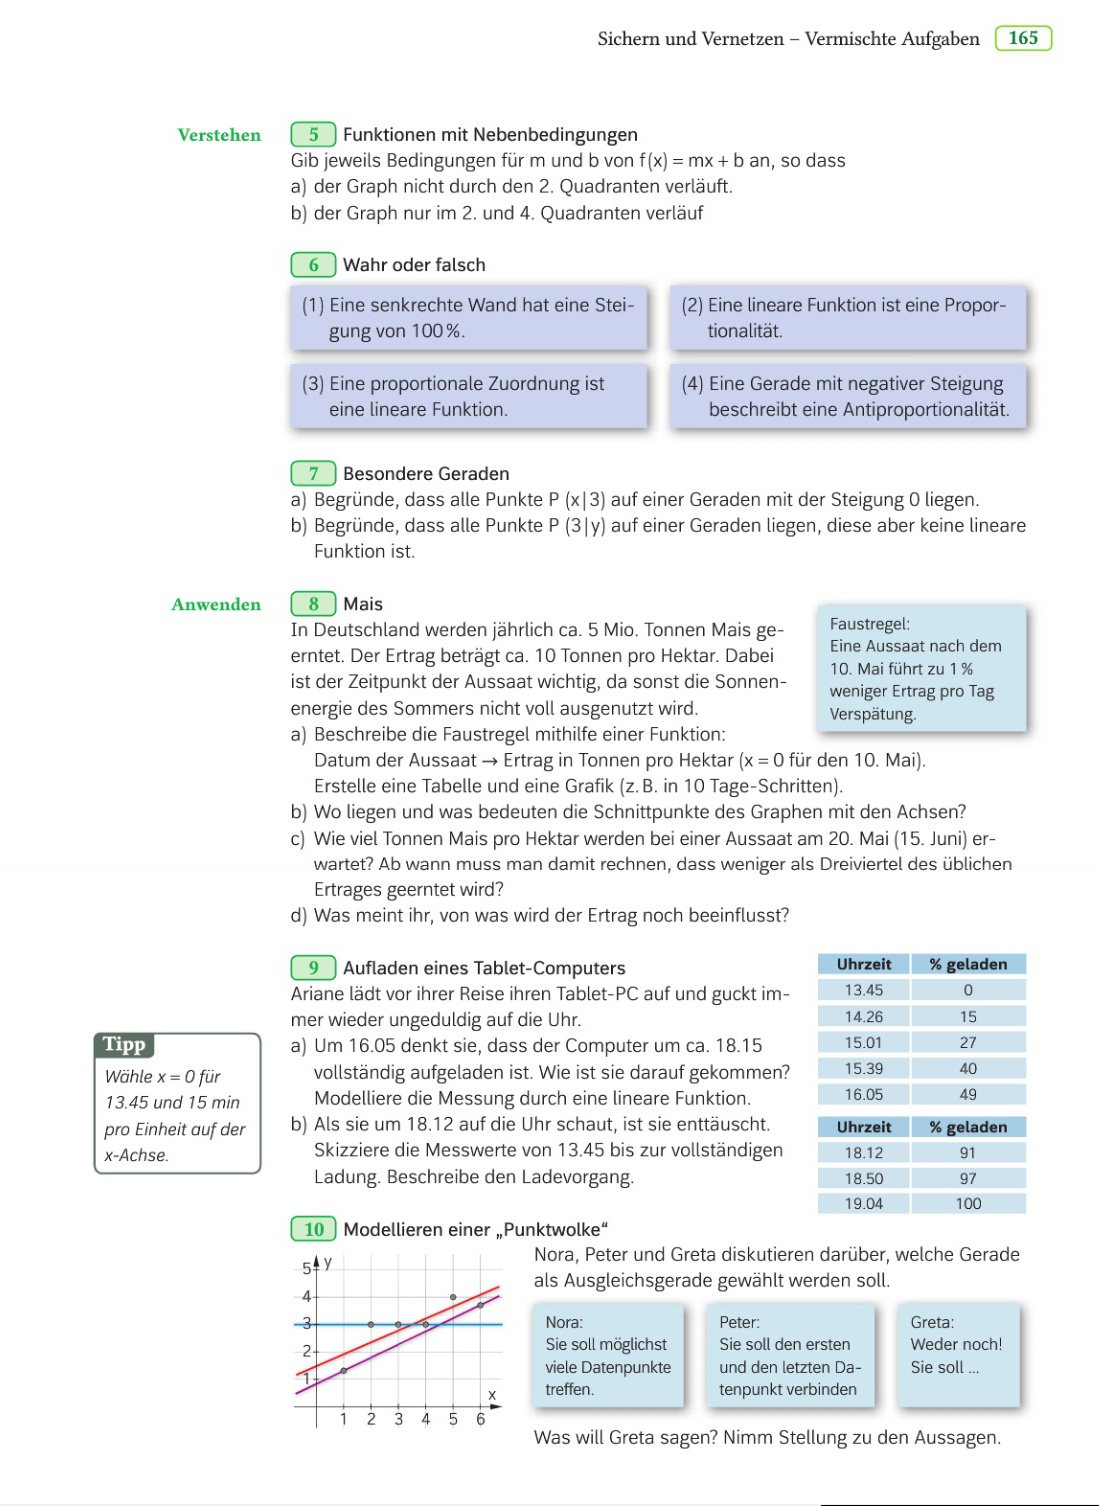 Sichern und Vernetzen – Vermischte Aufgaben 165
Verstehen
5 Funktionen mit Nebenbedingungen
Gib jeweils Bedingungen für m und b von f(x) = mx + b an, so dass
a) der Graph nicht durch den 2. Quadranten verläuft.
b) der Graph nur im 2. und 4. Quadranten verläuf
6 Wahr oder falsch
(1) Eine senkrechte Wand hat eine Stei-
gung von 100 %.
(2) Eine lineare Funktion ist eine Propor-
tionalität.
(3) Eine proportionale Zuordnung ist
eine lineare Funktion.
(4) Eine Gerade mit negativer Steigung
beschreibt eine Antiproportionalität.
7 Besondere Geraden
a) Begründe, dass alle Punkte P (x|3) auf einer Geraden mit der Steigung 0 liegen.
b) Begründe, dass alle Punkte P (3|y) auf einer Geraden liegen, diese aber keine lineare
Funktion ist.
Anwenden
8 Mais
In Deutschland werden jährlich ca. 5 Mio. Tonnen Mais ge-
erntet. Der Ertrag beträgt ca. 10 Tonnen pro Hektar. Dabei
ist der Zeitpunkt der Aussaat wichtig, da sonst die Sonnen-
energie des Sommers nicht voll ausgenutzt wird.
Faustregel:
Eine Aussaat nach dem
10. Mai führt zu 1 %
weniger Ertrag pro Tag
Verspätung.
a) Beschreibe die Faustregel mithilfe einer Funktion:
Datum der Aussaat → Ertrag in Tonnen pro Hektar (x = 0 für den 10. Mai).
Erstelle eine Tabelle und eine Grafik (z. B. in 10 Tage-Schritten).
b) Wo liegen und was bedeuten die Schnittpunkte des Graphen mit den Achsen?
c) Wie viel Tonnen Mais pro Hektar werden bei einer Aussaat am 20. Mai (15. Juni) er-
wartet? Ab wann muss man damit rechnen, dass weniger als Dreiviertel des üblichen
Ertrages geerntet wird?
d) Was meint ihr, von was wird der Ertrag noch beeinflusst?
9 Aufladen eines Tablet-Computers
Ariane lädt vor ihrer Reise ihren Tablet-PC auf und guckt im-
mer wieder ungeduldig auf die Uhr.
a) Um 16.05 denkt sie, dass der Computer um ca. 18.15
vollständig aufgeladen ist. Wie ist sie darauf gekommen?
Modelliere die Messung durch eine lineare Funktion.
b) Als sie um 18.12 auf die Uhr schaut, ist sie enttäuscht.
Skizziere die Messwerte von 13.45 bis zur vollständigen
Ladung. Beschreibe den Ladevorgang.
Tipp
Wähle x = 0 für
13.45 und 15 min
pro Einheit auf der
x-Achse.
Uhrzeit % geladen
13.45 0
14.26 15
15.01 27
15.39 40
16.05 49
Uhrzeit % geladen
18.12 91
18.50 97
19.04 100
10 Modellieren einer „Punktwolke“
5 y
4
3
2
1
x
1 2 3 4 5 6
Nora, Peter und Greta diskutieren darüber, welche Gerade
als Ausgleichsgerade gewählt werden soll.
Nora:
Sie soll möglichst
viele Datenpunkte
treffen.
Peter:
Sie soll den ersten
und den letzten Da-
tenpunkt verbinden
Greta:
Weder noch!
Sie soll ...
Was will Greta sagen? Nimm Stellung zu den Aussagen.